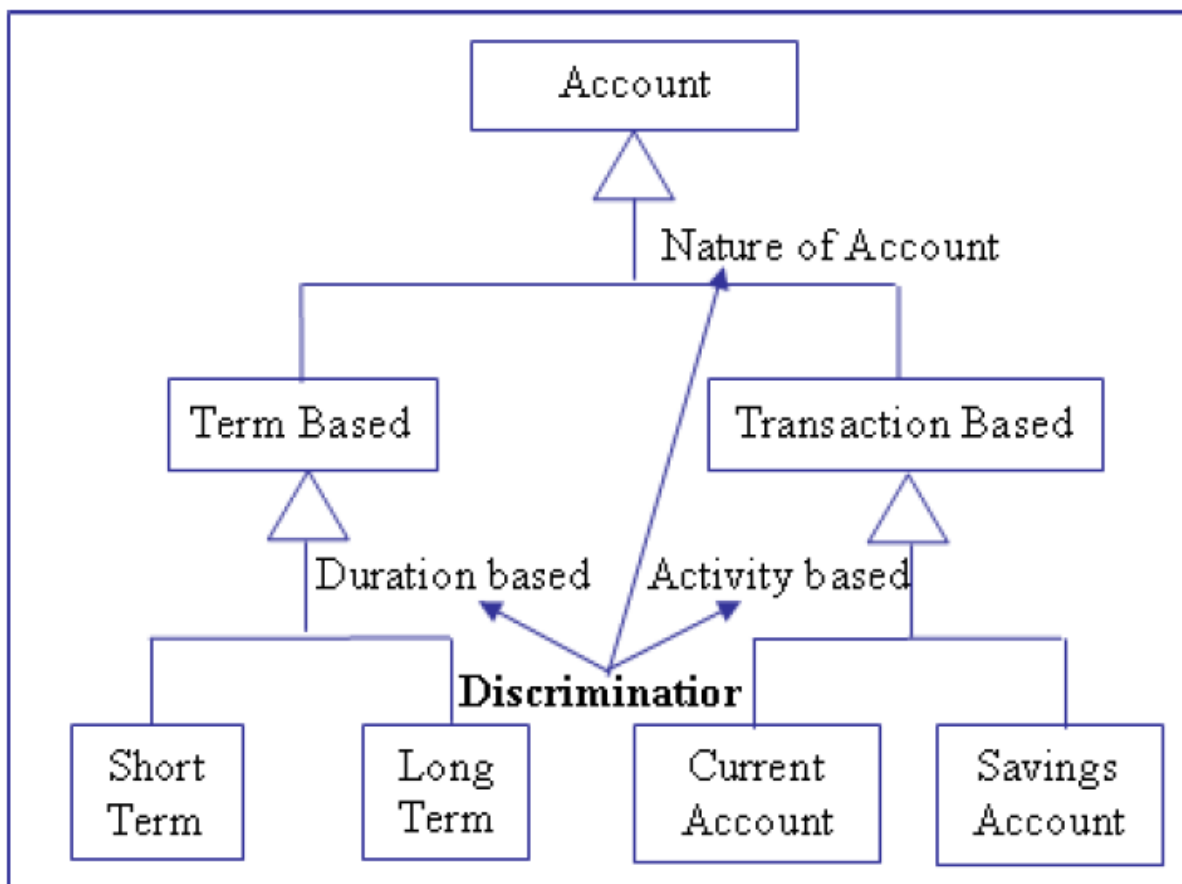 Account
Nature of Account
Term Based
Transaction Based
Duration based
Activity based
Discriminatior
Short
Term
Long
Term
Current
Account
Savings
Account